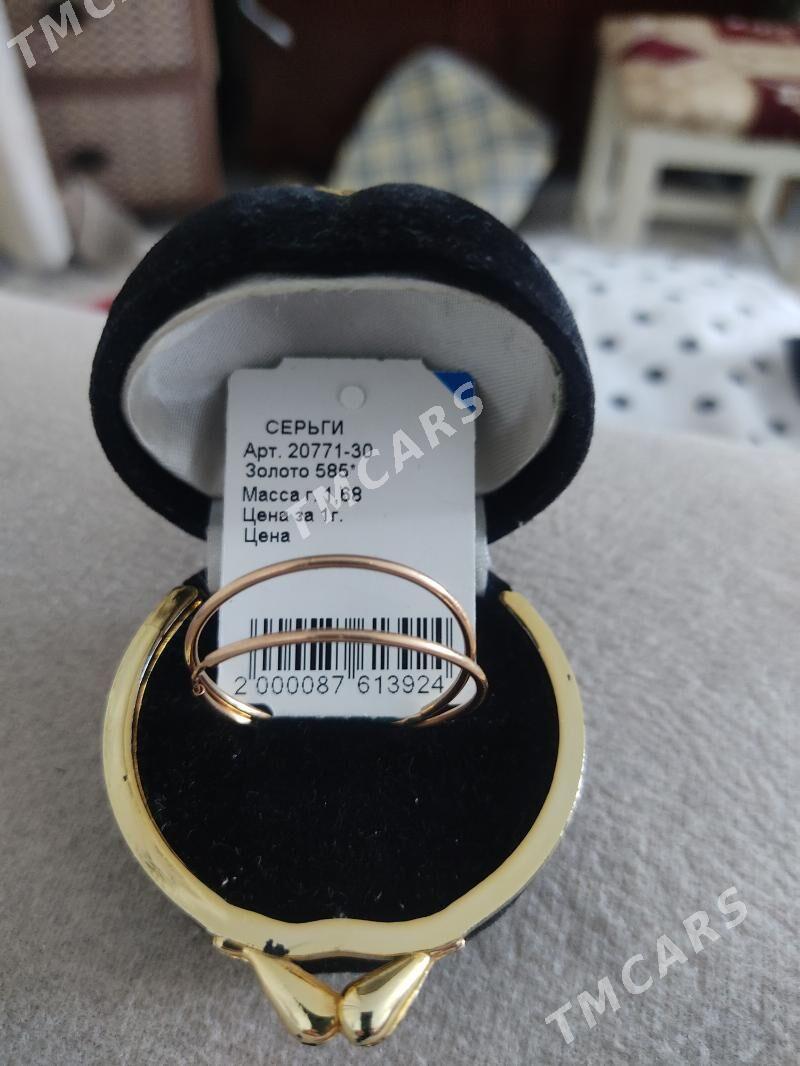 TMCARS
СЕРЬГИ
Арт. 20771-30
Золото 585*
Масса г. 1,68
Цена за 1г.
Цена
TMCARS
2 000087 613924
TMCARS